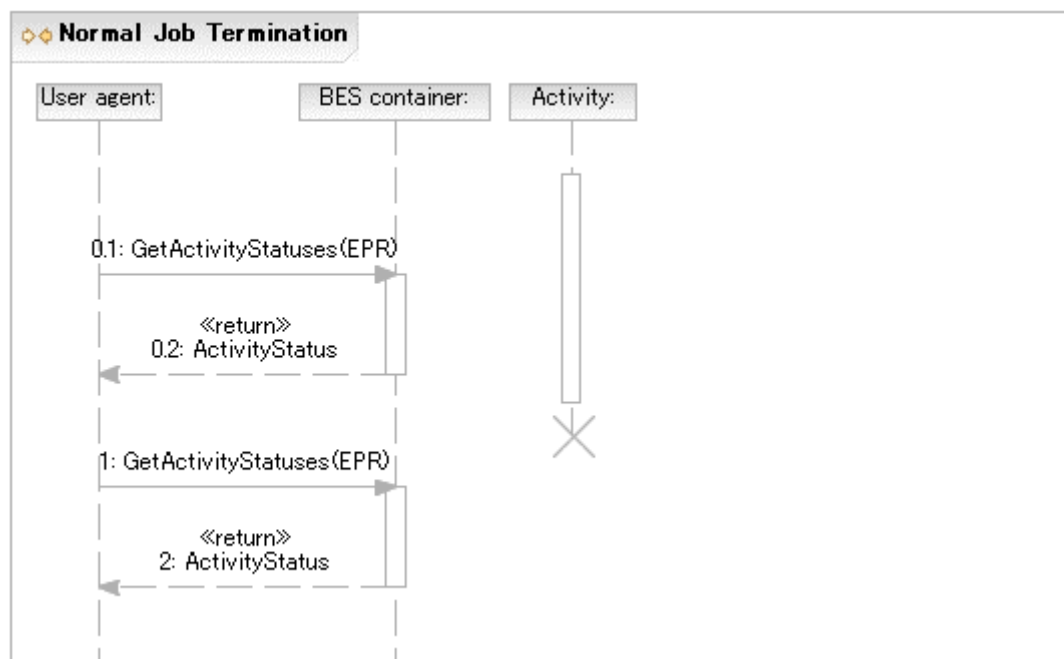 Normal Job Termination
User agent:
BES container:
Activity:
0.1: GetActivityStatuses(EPR)
«return»
0.2: ActivityStatus
1: GetActivityStatuses(EPR)
«return»
2: ActivityStatus